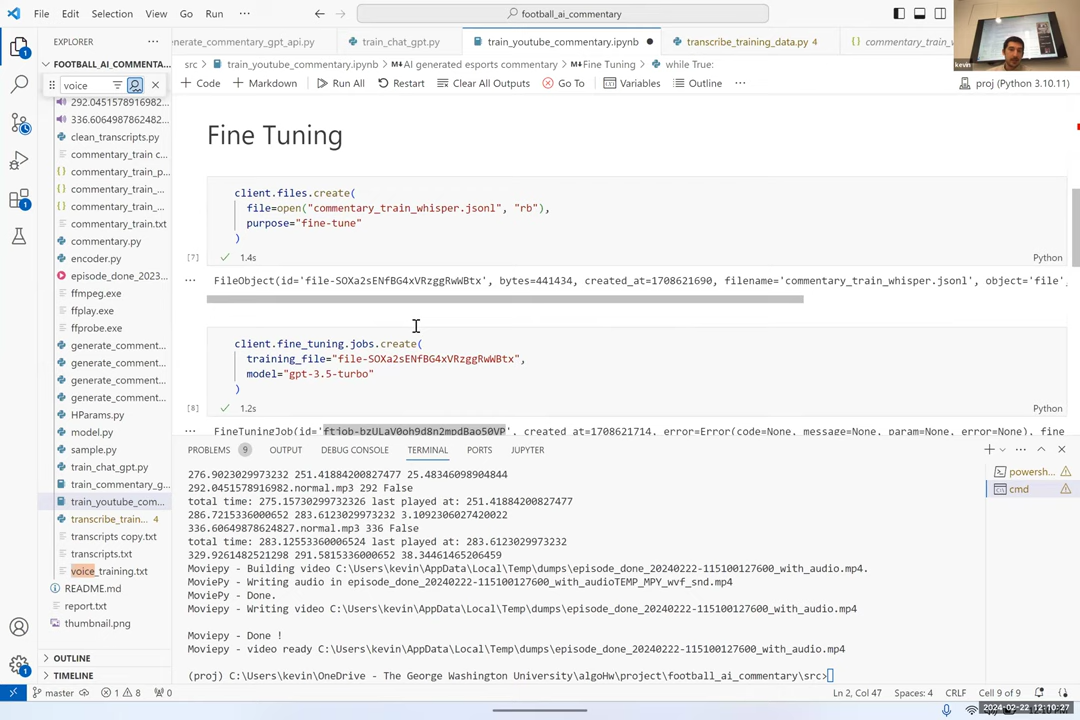 File Edit Selection View Go Run ··· football_ai_commentary
EXPLORER ···
enerate_commentary_gpt_api.py train_chat_gpt.py train_youtube_commentary.ipynb transcribe_training_data.py 4
FOOTBALL_AI_COMMENTA...
src > train_youtube_commentary.ipynb > M↓AI generated esports commentary > M↓Fine Tuning > while True:
voice
+ Code + Markdown Run All Restart Clear All Outputs Go To Variables Outline ··· proj (Python 3.10.11)
kevin
292.0451578916982...
336.6064987862482...
clean_transcripts.py
commentary_train c...
commentary_train_p...
commentary_train_...
commentary_train_...
commentary_train.txt
commentary.py
encoder.py
episode_done_2023...
ffmpeg.exe
ffplay.exe
ffprobe.exe
generate_comment...
generate_comment...
generate_comment...
generate_comment...
HParams.py
model.py
sample.py
train_chat_gpt.py
train_commentary_g...
train_youtube_com...
transcribe_train... 4
transcripts copy.txt
transcripts.txt
voice_training.txt
README.md
report.txt
thumbnail.png
OUTLINE
TIMELINE
Fine Tuning
client.files.create(
file=open("commentary_train_whisper.jsonl", "rb"),
purpose="fine-tune"
)
[7] 1.4s Python
··· FileObject(id='file-SOXa2sENfBG4xVRzggRwWBtx', bytes=441434, created_at=1708621690, filename='commentary_train_whisper.jsonl', object='file',
client.fine_tuning.jobs.create(
training_file="file-SOXa2sENfBG4xVRzggRwWBtx",
model="gpt-3.5-turbo"
)
[8] 1.2s Python
··· FineTuningJob(id='ftjob-bzULaV0oh9d8n2mpdBao50VP', created_at=1708621714, error=Error(code=None, message=None, param=None, error=None), fine
PROBLEMS 9 OUTPUT DEBUG CONSOLE TERMINAL PORTS JUPYTER
powersh...
cmd
276.9023029973232 251.41884200827477 25.48346098904844
292.0451578916982.normal.mp3 292 False
total time: 275.15730299732326 last played at: 251.41884200827477
286.7215336000652 283.6123029973232 3.1092306027420022
336.60649878624827.normal.mp3 336 False
total time: 283.12553360006524 last played at: 283.6123029973232
329.9261482521298 291.5815336000652 38.34461465206459
Moviepy - Building video C:\Users\kevin\AppData\Local\Temp\dumps\episode_done_20240222-115100127600_with_audio.mp4.
MoviePy - Writing audio in episode_done_20240222-115100127600_with_audioTEMP_MPY_wvf_snd.mp4
MoviePy - Done.
Moviepy - Writing video C:\Users\kevin\AppData\Local\Temp\dumps\episode_done_20240222-115100127600_with_audio.mp4
Moviepy - Done !
Moviepy - video ready C:\Users\kevin\AppData\Local\Temp\dumps\episode_done_20240222-115100127600_with_audio.mp4
(proj) C:\Users\kevin\OneDrive - The George Washington University\algoHw\project\football_ai_commentary\src>
master 1 8 0 Ln 2, Col 47 Spaces: 4 CRLF Cell 9 of 9
2024-02-22 12:10:27